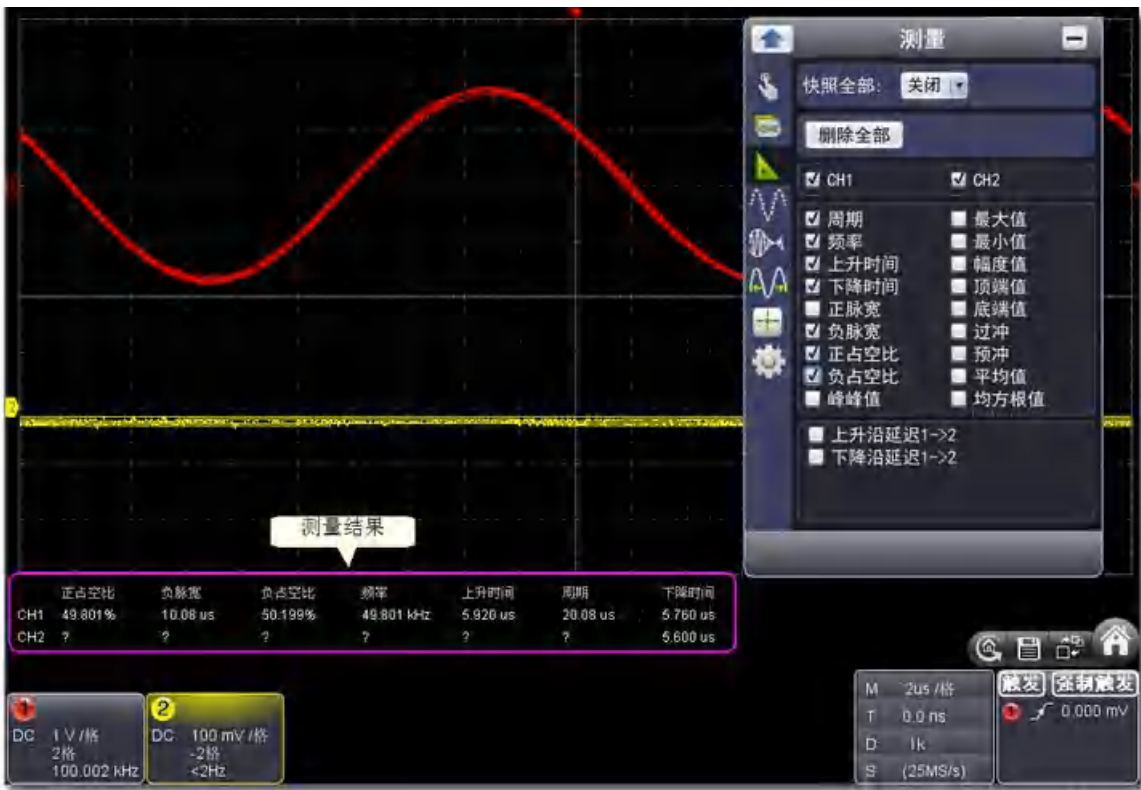 测量
快照全部: 关闭
删除全部
CH1 CH2
周期 最大值
频率 最小值
上升时间 幅度值
下降时间 顶端值
正脉宽 底端值
负脉宽 过冲
正占空比 预冲
负占空比 平均值
峰峰值 均方根值
上升沿延迟1->2
下降沿延迟1->2
2
测量结果
正占空比 负脉宽 负占空比 频率 上升时间 周期 下降时间
CH1 49.801% 10.08 us 50.199% 49.801 kHz 5.920 us 20.08 us 5.760 us
CH2 ? ? ? ? ? ? 5.600 us
1
DC 1 V /格
2格
100.002 kHz
2
DC 100 mV /格
-2格
<2Hz
M 2us /格
T 0.0 ns
D 1k
S (25MS/s)
触发 强制触发
1 0.000 mV